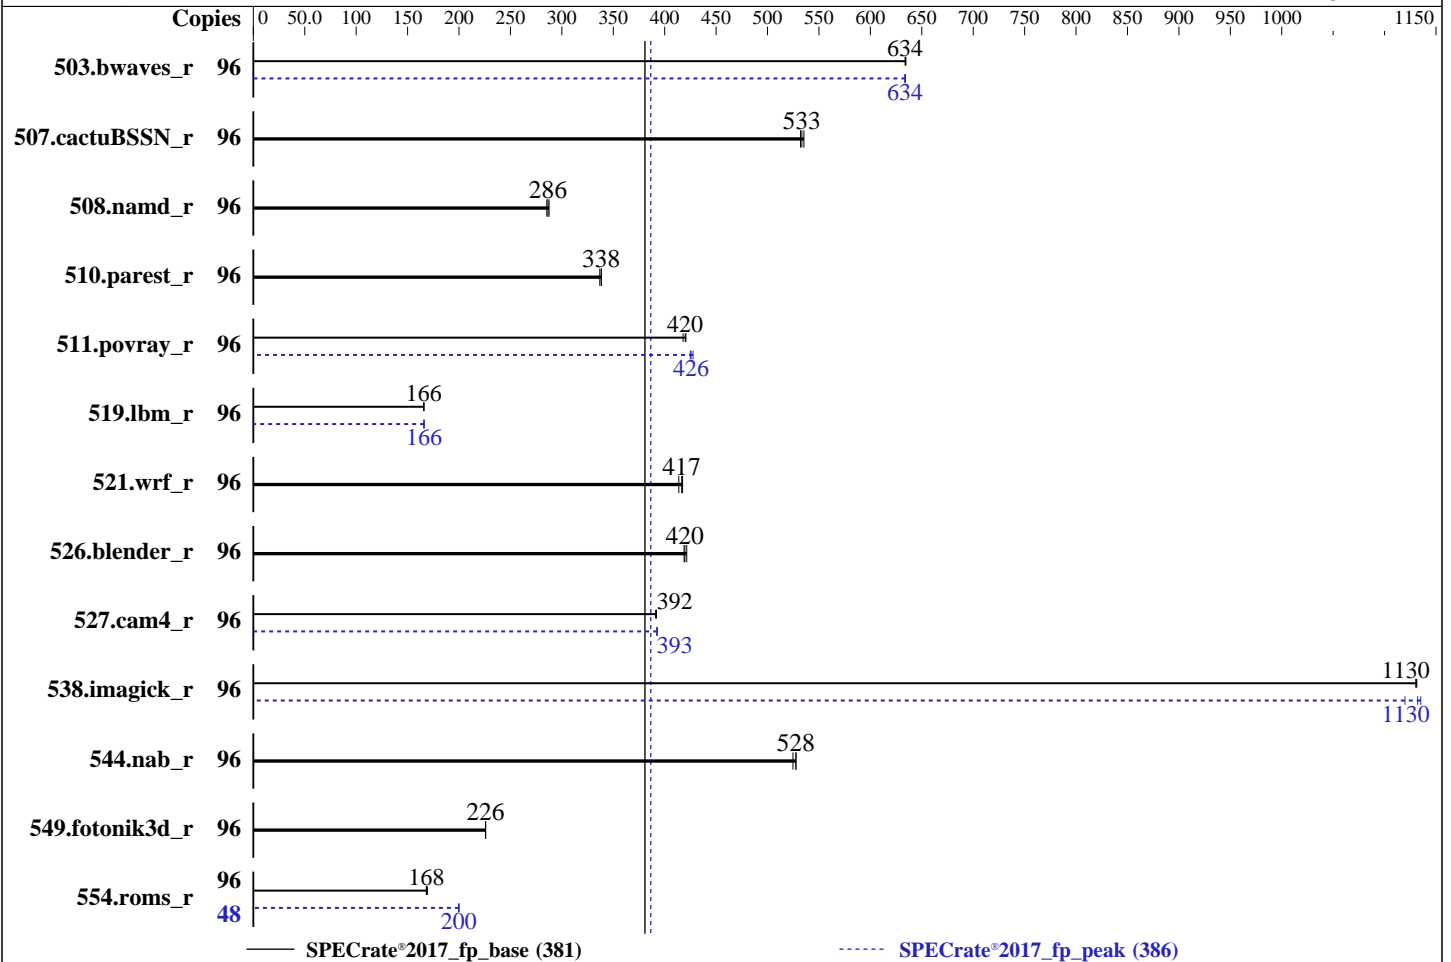 Copies 0 50.0 100 150 200 250 300 350 400 450 500 550 600 650 700 750 800 850 900 950 1000 1150
503.bwaves_r 96 634
634
507.cactuBSSN_r 96 533
508.namd_r 96 286
510.parest_r 96 338
511.povray_r 96 420
426
519.lbm_r 96 166
166
521.wrf_r 96 417
526.blender_r 96 420
527.cam4_r 96 392
393
538.imagick_r 96 1130
1130
544.nab_r 96 528
549.fotonik3d_r 96 226
554.roms_r 96 168
48 200
SPECrate®2017_fp_base (381) SPECrate®2017_fp_peak (386)